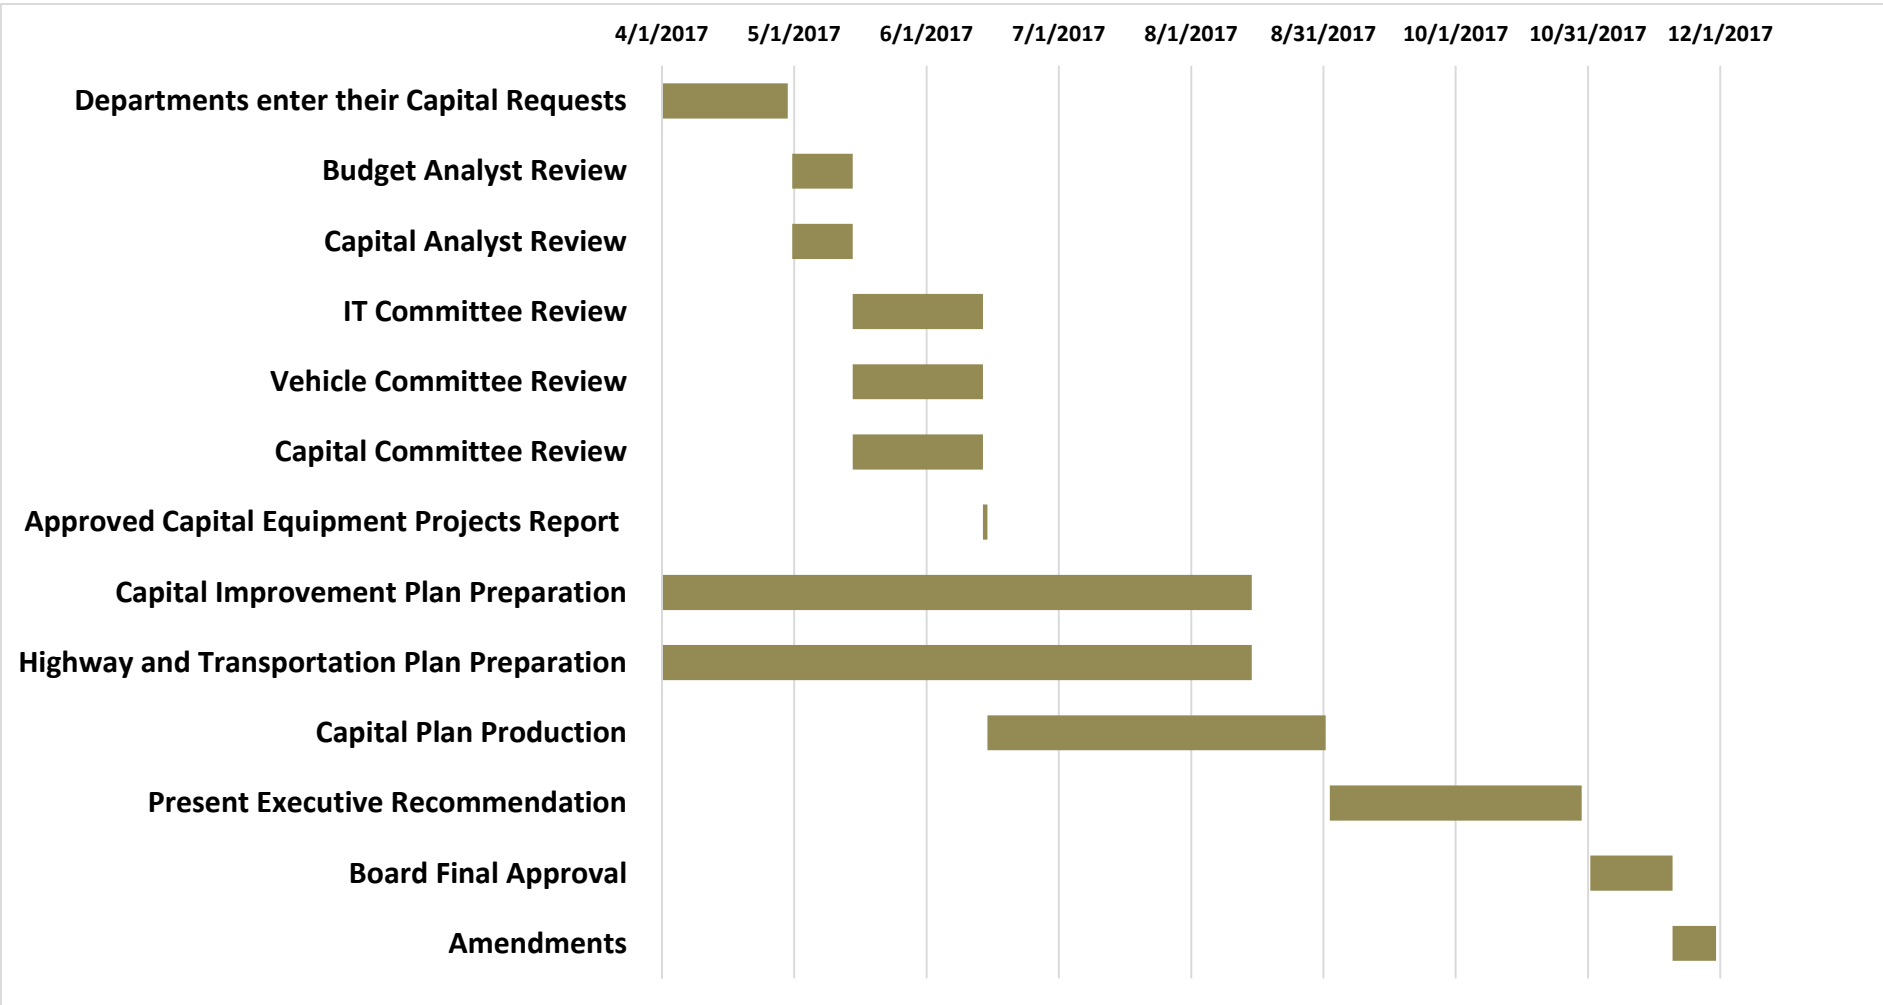 4/1/2017 5/1/2017 6/1/2017 7/1/2017 8/1/2017 8/31/2017 10/1/2017 10/31/2017 12/1/2017
Departments enter their Capital Requests
Budget Analyst Review
Capital Analyst Review
IT Committee Review
Vehicle Committee Review
Capital Committee Review
Approved Capital Equipment Projects Report
Capital Improvement Plan Preparation
Highway and Transportation Plan Preparation
Capital Plan Production
Present Executive Recommendation
Board Final Approval
Amendments